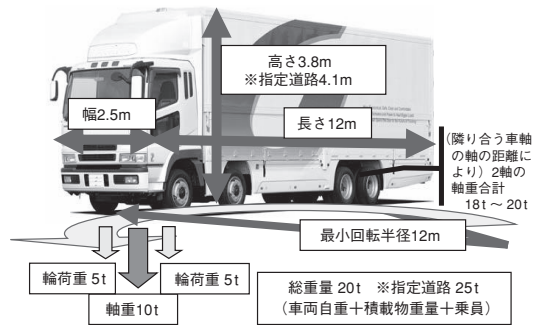 高さ3.8m
※指定道路4.1m
幅2.5m
長さ12m
(隣り合う車軸
の軸の距離に
より) 2軸の
軸重合計
18t～20t
最小回転半径12m
輪荷重 5t
輪荷重 5t
軸重10t
総重量 20t ※指定道路 25t
(車両自重＋積載物重量＋乗員)